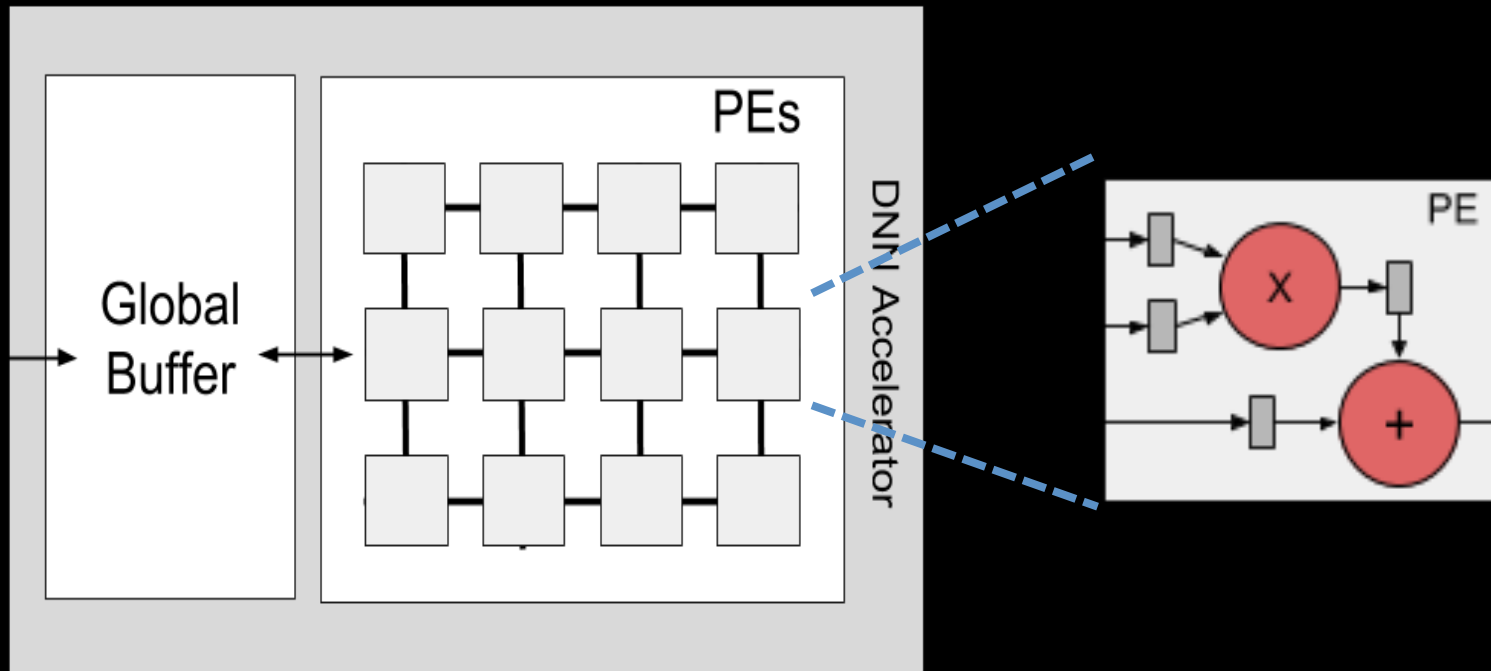 Global
Buffer
PEs
DNN Accelerator
PE
X
+